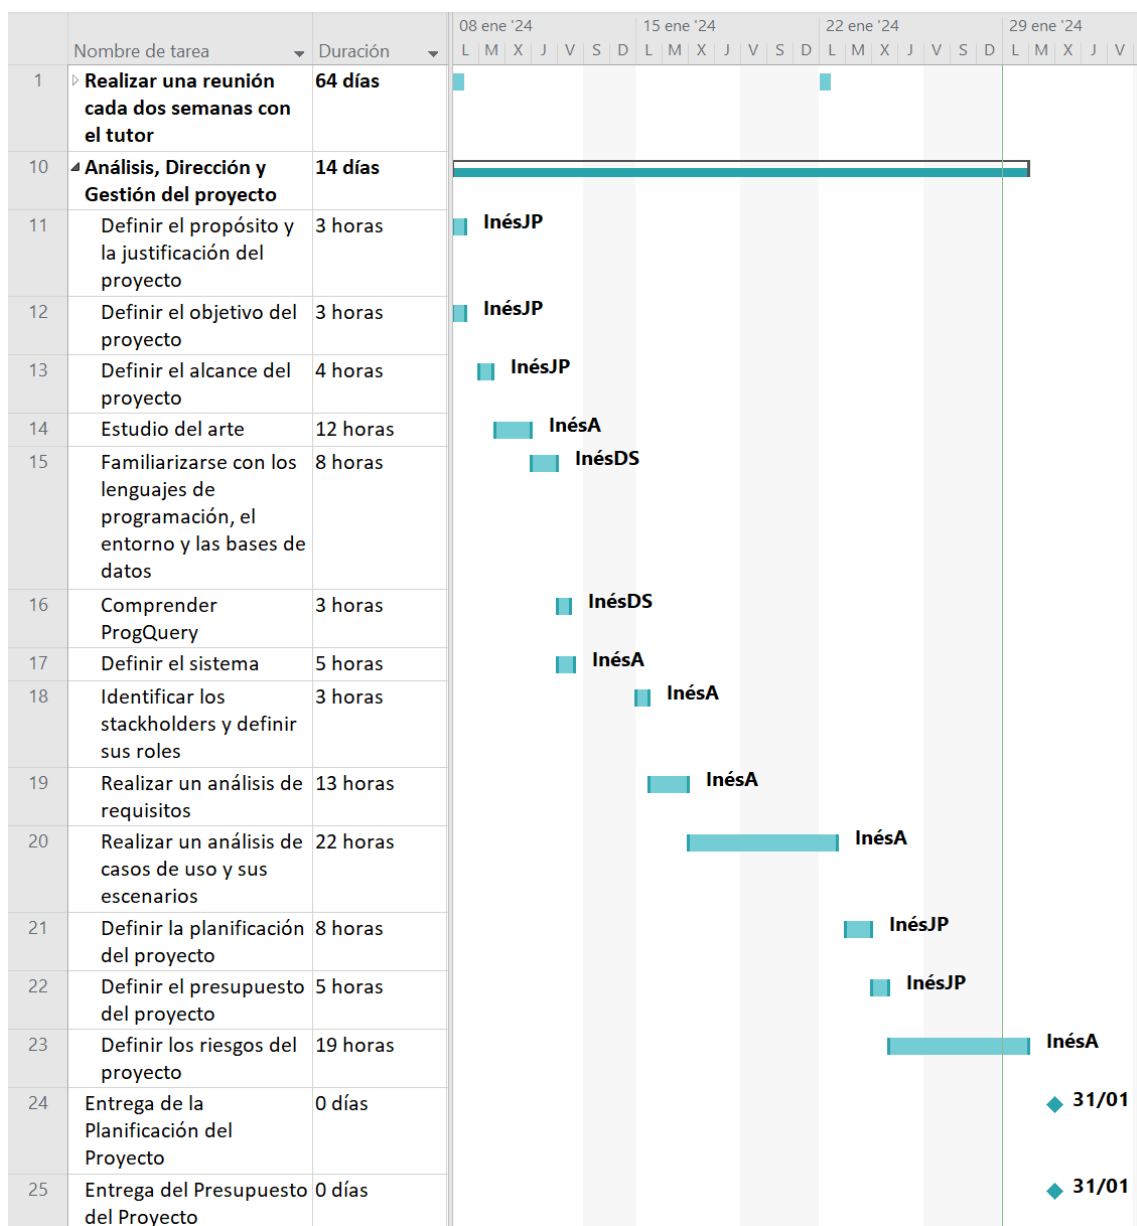 08 ene '24 15 ene '24 22 ene '24 29 ene '24
Nombre de tarea Duración L M X J V S D L M X J V S D L M X J V S D L M X J V
1 Realizar una reunión 64 días
cada dos semanas con
el tutor
10 Análisis, Dirección y 14 días
Gestión del proyecto
11 Definir el propósito y 3 horas InésJP
la justificación del
proyecto
12 Definir el objetivo del 3 horas InésJP
proyecto
13 Definir el alcance del 4 horas InésJP
proyecto
14 Estudio del arte 12 horas InésA
15 Familiarizarse con los 8 horas InésDS
lenguajes de
programación, el
entorno y las bases de
datos
16 Comprender 3 horas InésDS
ProgQuery
17 Definir el sistema 5 horas InésA
18 Identificar los 3 horas InésA
stackholders y definir
sus roles
19 Realizar un análisis de 13 horas InésA
requisitos
20 Realizar un análisis de 22 horas InésA
casos de uso y sus
escenarios
21 Definir la planificación 8 horas InésJP
del proyecto
22 Definir el presupuesto 5 horas InésJP
del proyecto
23 Definir los riesgos del 19 horas InésA
proyecto
24 Entrega de la 0 días 31/01
Planificación del
Proyecto
25 Entrega del Presupuesto 0 días 31/01
del Proyecto